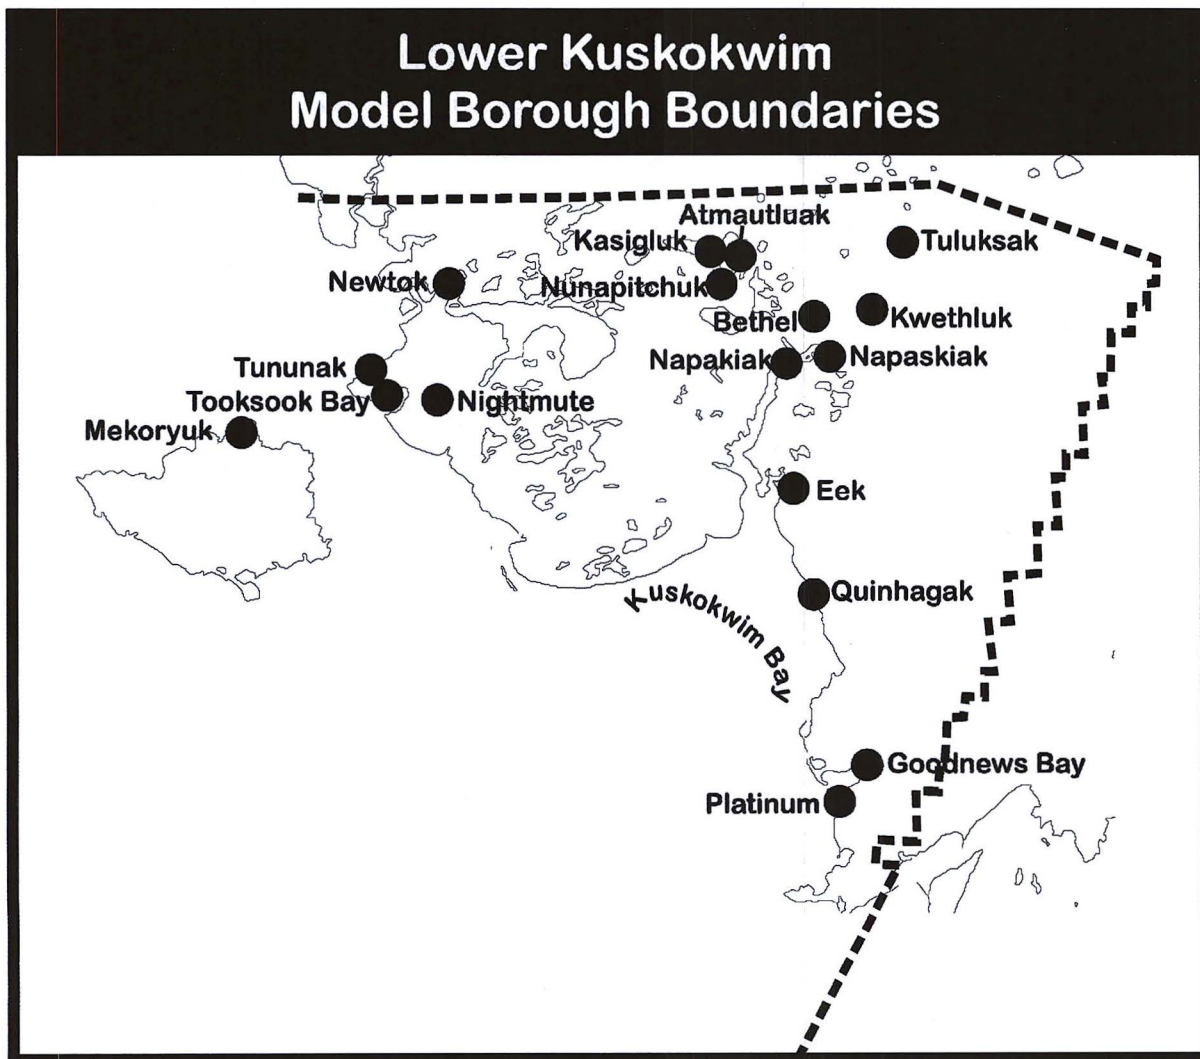 Lower Kuskokwim
Model Borough Boundaries
Atmautluak
Kasigluk
Tuluksak
Newtok
Nunapitchuk
Bethel
Kwethluk
Napakiak
Napaskiak
Tununak
Tooksook Bay
Nightmute
Mekoryuk
Eek
Quinhagak
Kuskokwim Bay
Goodnews Bay
Platinum